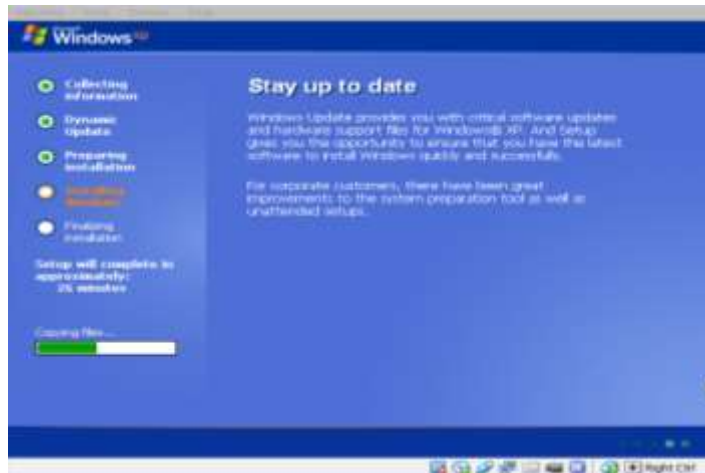 Microsoft
Windows xp
Collecting
information
Dynamic
Update
Preparing
installation
Installing
Windows
Finalizing
installation
Setup will complete in
approximately:
Copying files...
Stay up to date
Windows Update provides you with critical software updates
and hardware support files for Windows® XP. And Setup
gives you the opportunity to ensure that you have the latest
software to install Windows quickly and successfully.
For corporate customers, there have been great
improvements to the system preparation tool as well as
unattended setups.
Right Ctrl